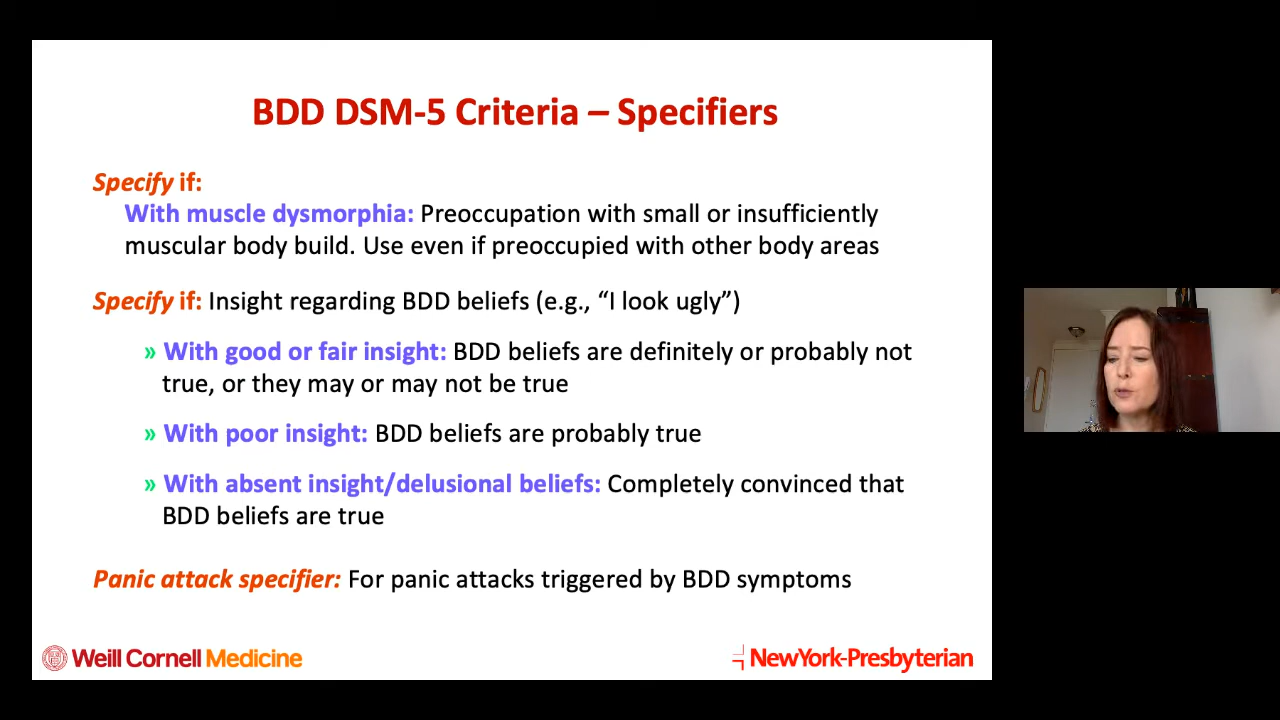 BDD DSM-5 Criteria – Specifiers
Specify if:
With muscle dysmorphia: Preoccupation with small or insufficiently
muscular body build. Use even if preoccupied with other body areas
Specify if: Insight regarding BDD beliefs (e.g., “I look ugly”)
» With good or fair insight: BDD beliefs are definitely or probably not
true, or they may or may not be true
» With poor insight: BDD beliefs are probably true
» With absent insight/delusional beliefs: Completely convinced that
BDD beliefs are true
Panic attack specifier: For panic attacks triggered by BDD symptoms
Weill Cornell Medicine
NewYork-Presbyterian